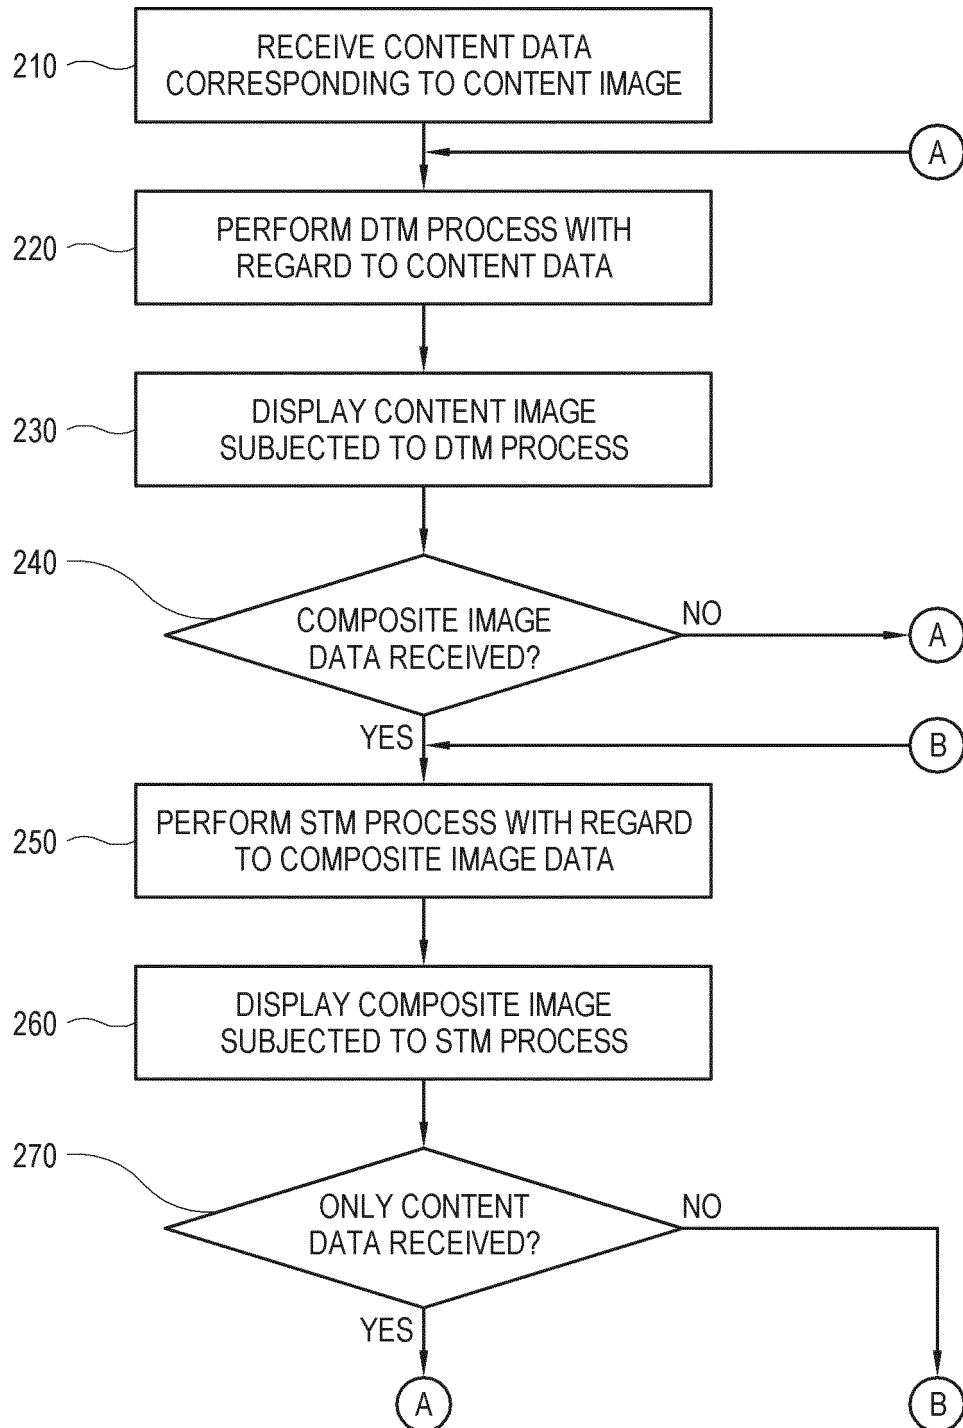 210
RECEIVE CONTENT DATA
CORRESPONDING TO CONTENT IMAGE
A
220
PERFORM DTM PROCESS WITH
REGARD TO CONTENT DATA
230
DISPLAY CONTENT IMAGE
SUBJECTED TO DTM PROCESS
240
COMPOSITE IMAGE
DATA RECEIVED?
NO
A
YES
B
250
PERFORM STM PROCESS WITH REGARD
TO COMPOSITE IMAGE DATA
260
DISPLAY COMPOSITE IMAGE
SUBJECTED TO STM PROCESS
270
ONLY CONTENT
DATA RECEIVED?
NO
YES
A
B